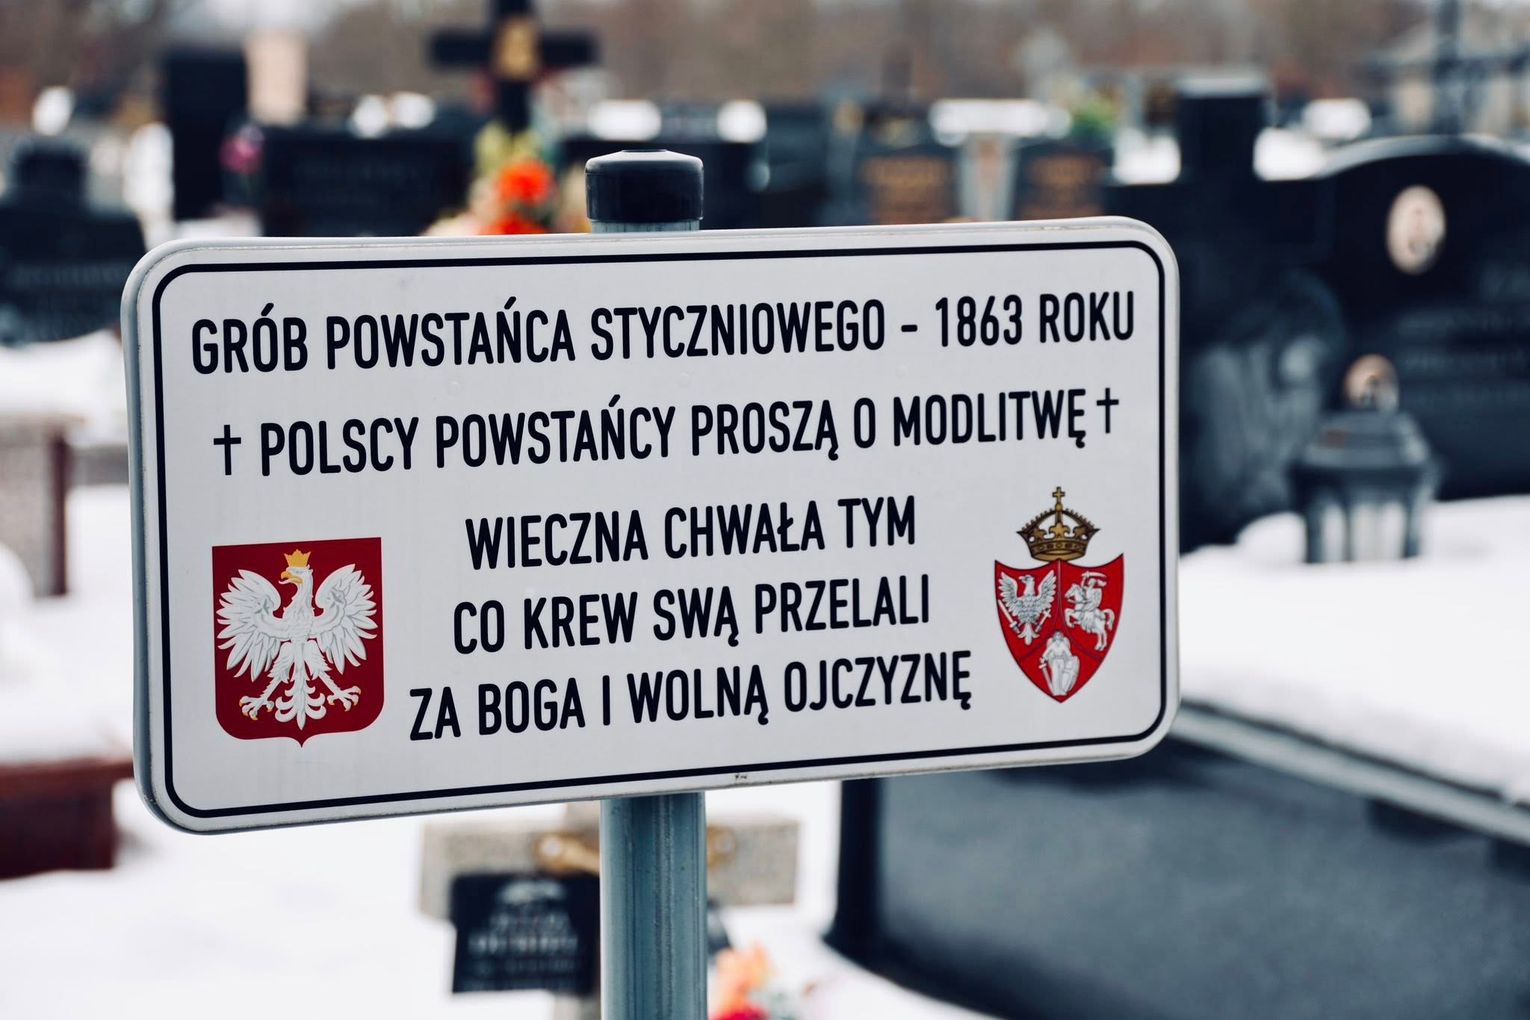 GRÓB POWSTAŃCA STYCZNIOWEGO - 1863 ROKU
† POLSCY POWSTAŃCY PROSZĄ O MODLITWĘ †
WIECZNA CHWAŁA TYM
CO KREW SWĄ PRZELALI
ZA BOGA I WOLNĄ OJCZYZNĘ